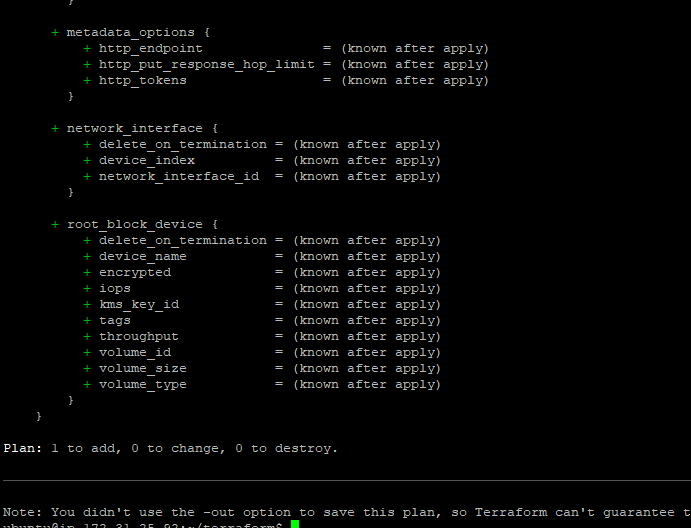 }
+ metadata_options {
+ http_endpoint = (known after apply)
+ http_put_response_hop_limit = (known after apply)
+ http_tokens = (known after apply)
}
+ network_interface {
+ delete_on_termination = (known after apply)
+ device_index = (known after apply)
+ network_interface_id = (known after apply)
}
+ root_block_device {
+ delete_on_termination = (known after apply)
+ device_name = (known after apply)
+ encrypted = (known after apply)
+ iops = (known after apply)
+ kms_key_id = (known after apply)
+ tags = (known after apply)
+ throughput = (known after apply)
+ volume_id = (known after apply)
+ volume_size = (known after apply)
+ volume_type = (known after apply)
}
}
Plan: 1 to add, 0 to change, 0 to destroy.
Note: You didn't use the -out option to save this plan, so Terraform can't guarantee t
ubuntu@ip-172-31-25-92:~/terraform$